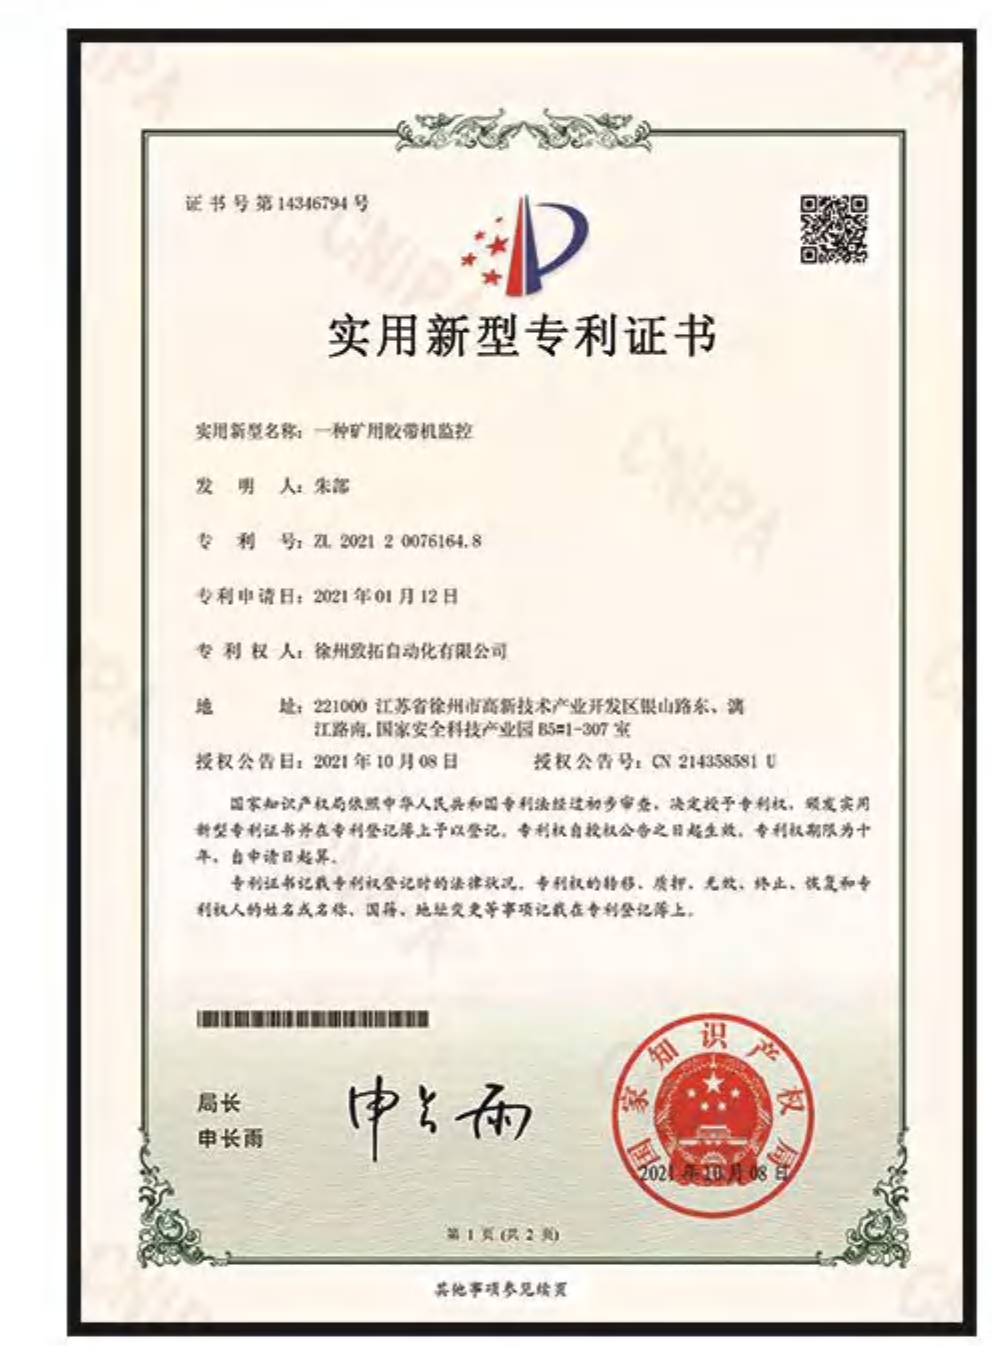 证书号第14346794号
实用新型专利证书
实用新型名称：一种矿用胶带机监控
发明人：朱部
专利号：ZL 2021 2 0076164.8
专利申请日：2021年01月12日
专利权人：徐州致拓自动化有限公司
地址：221000 江苏省徐州市高新技术产业开发区银山路东、漓
江路南,国家安全科技产业园B5#1-307室
授权公告日：2021年10月08日 授权公告号：CN 214358581 U
国家知识产权局依照中华人民共和国专利法经过初步审查，决定授予专利权，颁发实用
新型专利证书并在专利登记簿上予以登记。专利权自授权公告之日起生效。专利权期限为十
年，自申请日起算。
专利证书记载专利权登记时的法律状况。专利权的转移、质押、无效、终止、恢复和专
利权人的姓名或名称、国籍、地址变更等事项记载在专利登记簿上。
局长
申长雨
申长雨
国家知识产权局
2021年10月08日
第 1 页 (共 2 页)
其他事项参见续页
CNIPA